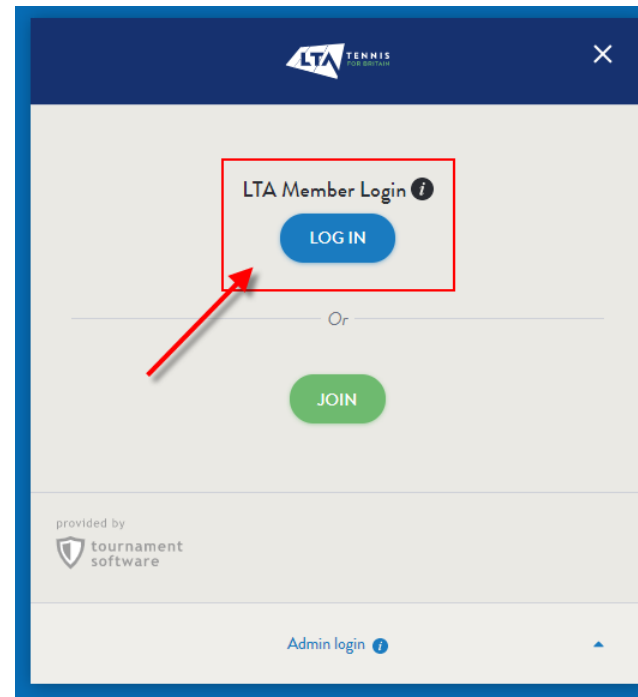 LTA TENNIS
FOR BRITAIN
LTA Member Login
LOG IN
Or
JOIN
provided by
tournament
software
Admin login